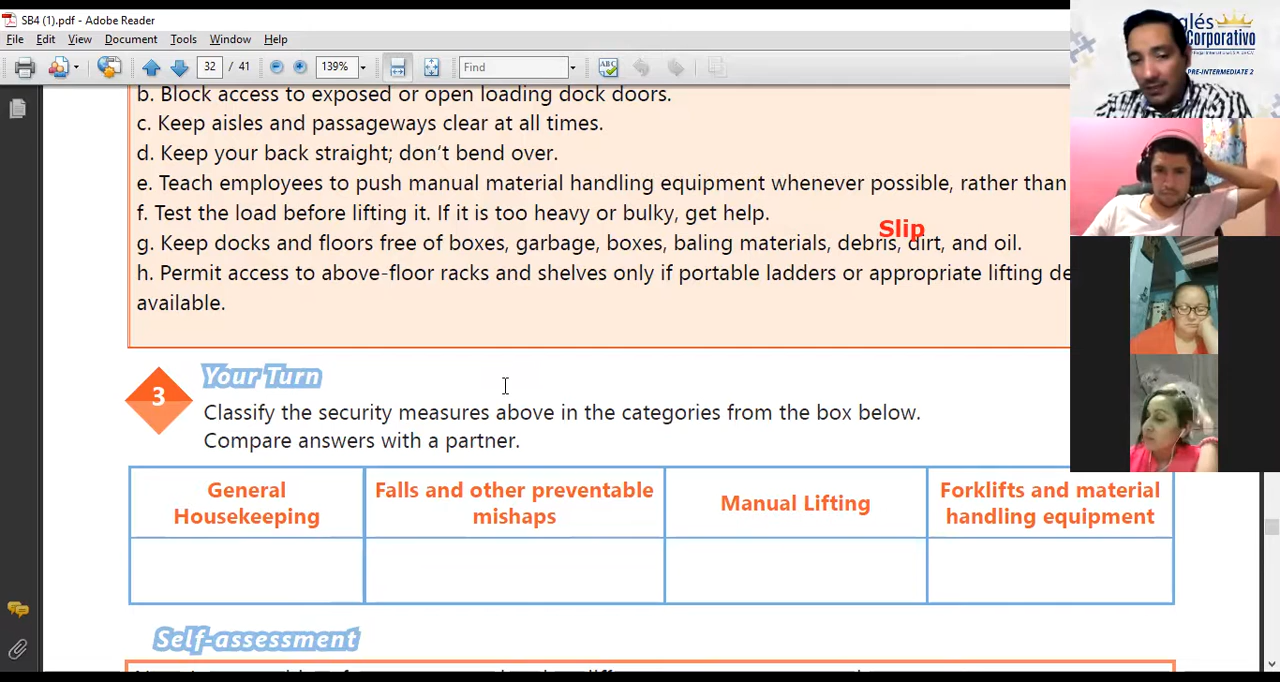 SB4 (1).pdf - Adobe Reader
File Edit View Document Tools Window Help
32 / 41 139% Find
b. Block access to exposed or open loading dock doors.
c. Keep aisles and passageways clear at all times.
d. Keep your back straight; don't bend over.
e. Teach employees to push manual material handling equipment whenever possible, rather than
f. Test the load before lifting it. If it is too heavy or bulky, get help.
Slip
g. Keep docks and floors free of boxes, garbage, boxes, baling materials, debris, dirt, and oil.
h. Permit access to above-floor racks and shelves only if portable ladders or appropriate lifting de
available.
3
Your Turn
Classify the security measures above in the categories from the box below.
Compare answers with a partner.
General
Housekeeping
Falls and other preventable
mishaps
Manual Lifting
Forklifts and material
handling equipment
Self-assessment
glés
Corporativo
PRE-INTERMEDIATE 2